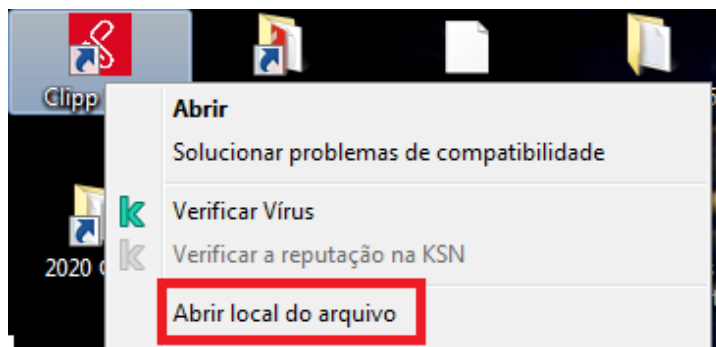 Clipp
Abrir
Solucionar problemas de compatibilidade
Verificar Vírus
Verificar a reputação na KSN
2020
Abrir local do arquivo